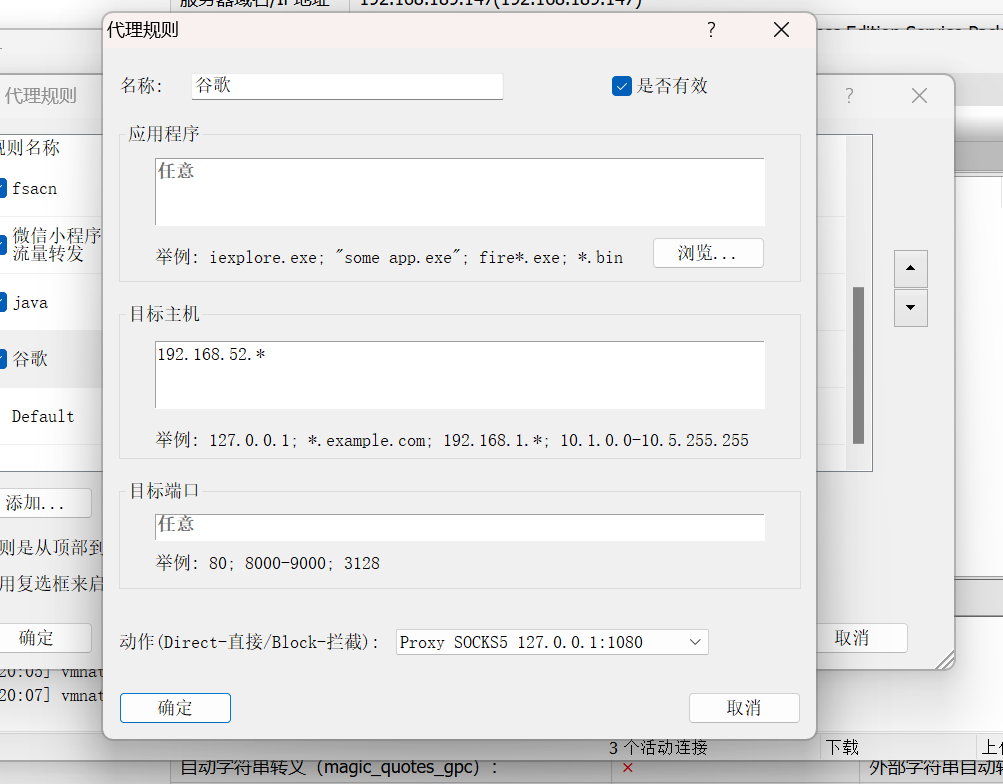 服务器域名/IP地址 192.168.189.147(192.168.189.147)
代理规则 ?
名称: 谷歌 是否有效
代理规则 ?
应用程序
任意
规则名称
fsacn
微信小程序
流量转发
举例: iexplore.exe; "some app.exe"; fire*.exe; *.bin 浏览...
java
目标主机
192.168.52.*
谷歌
Default
举例: 127.0.0.1; *.example.com; 192.168.1.*; 10.1.0.0-10.5.255.255
目标端口
添加...
任意
则是从顶部到
举例: 80; 8000-9000; 3128
用复选框来启
动作(Direct-直接/Block-拦截): Proxy SOCKS5 127.0.0.1:1080
确定 取消
20:05] vmnat
20:07] vmnat
确定 取消
3 个活动连接 下载 上传
自动字符串转义（magic_quotes_gpc）: × 外部字符串自动转